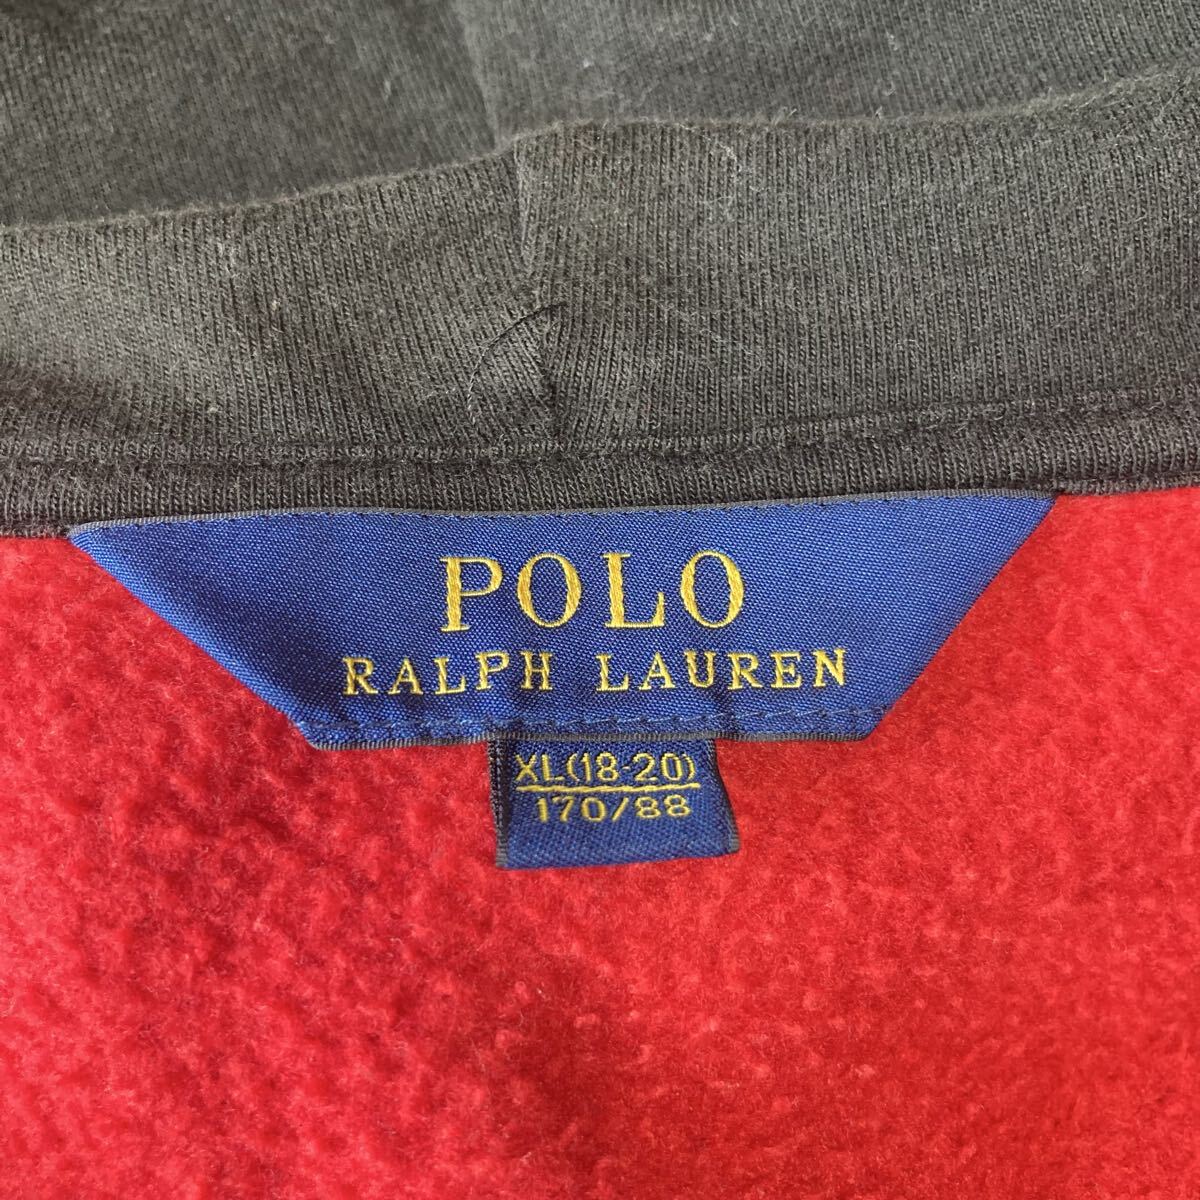 POLO
RALPH LAUREN
XL(18-20)
170/88